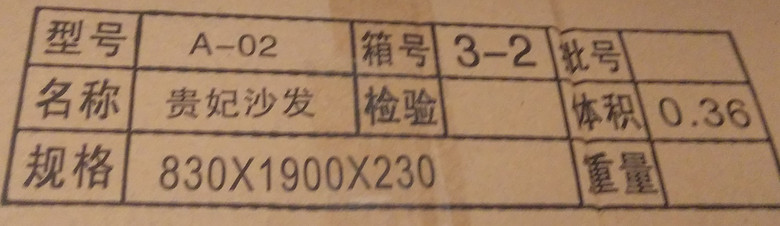 型号 A-02 箱号 3-2 批号
名称 贵妃沙发 检验 体积 0.36
规格 830X1900X230 重量